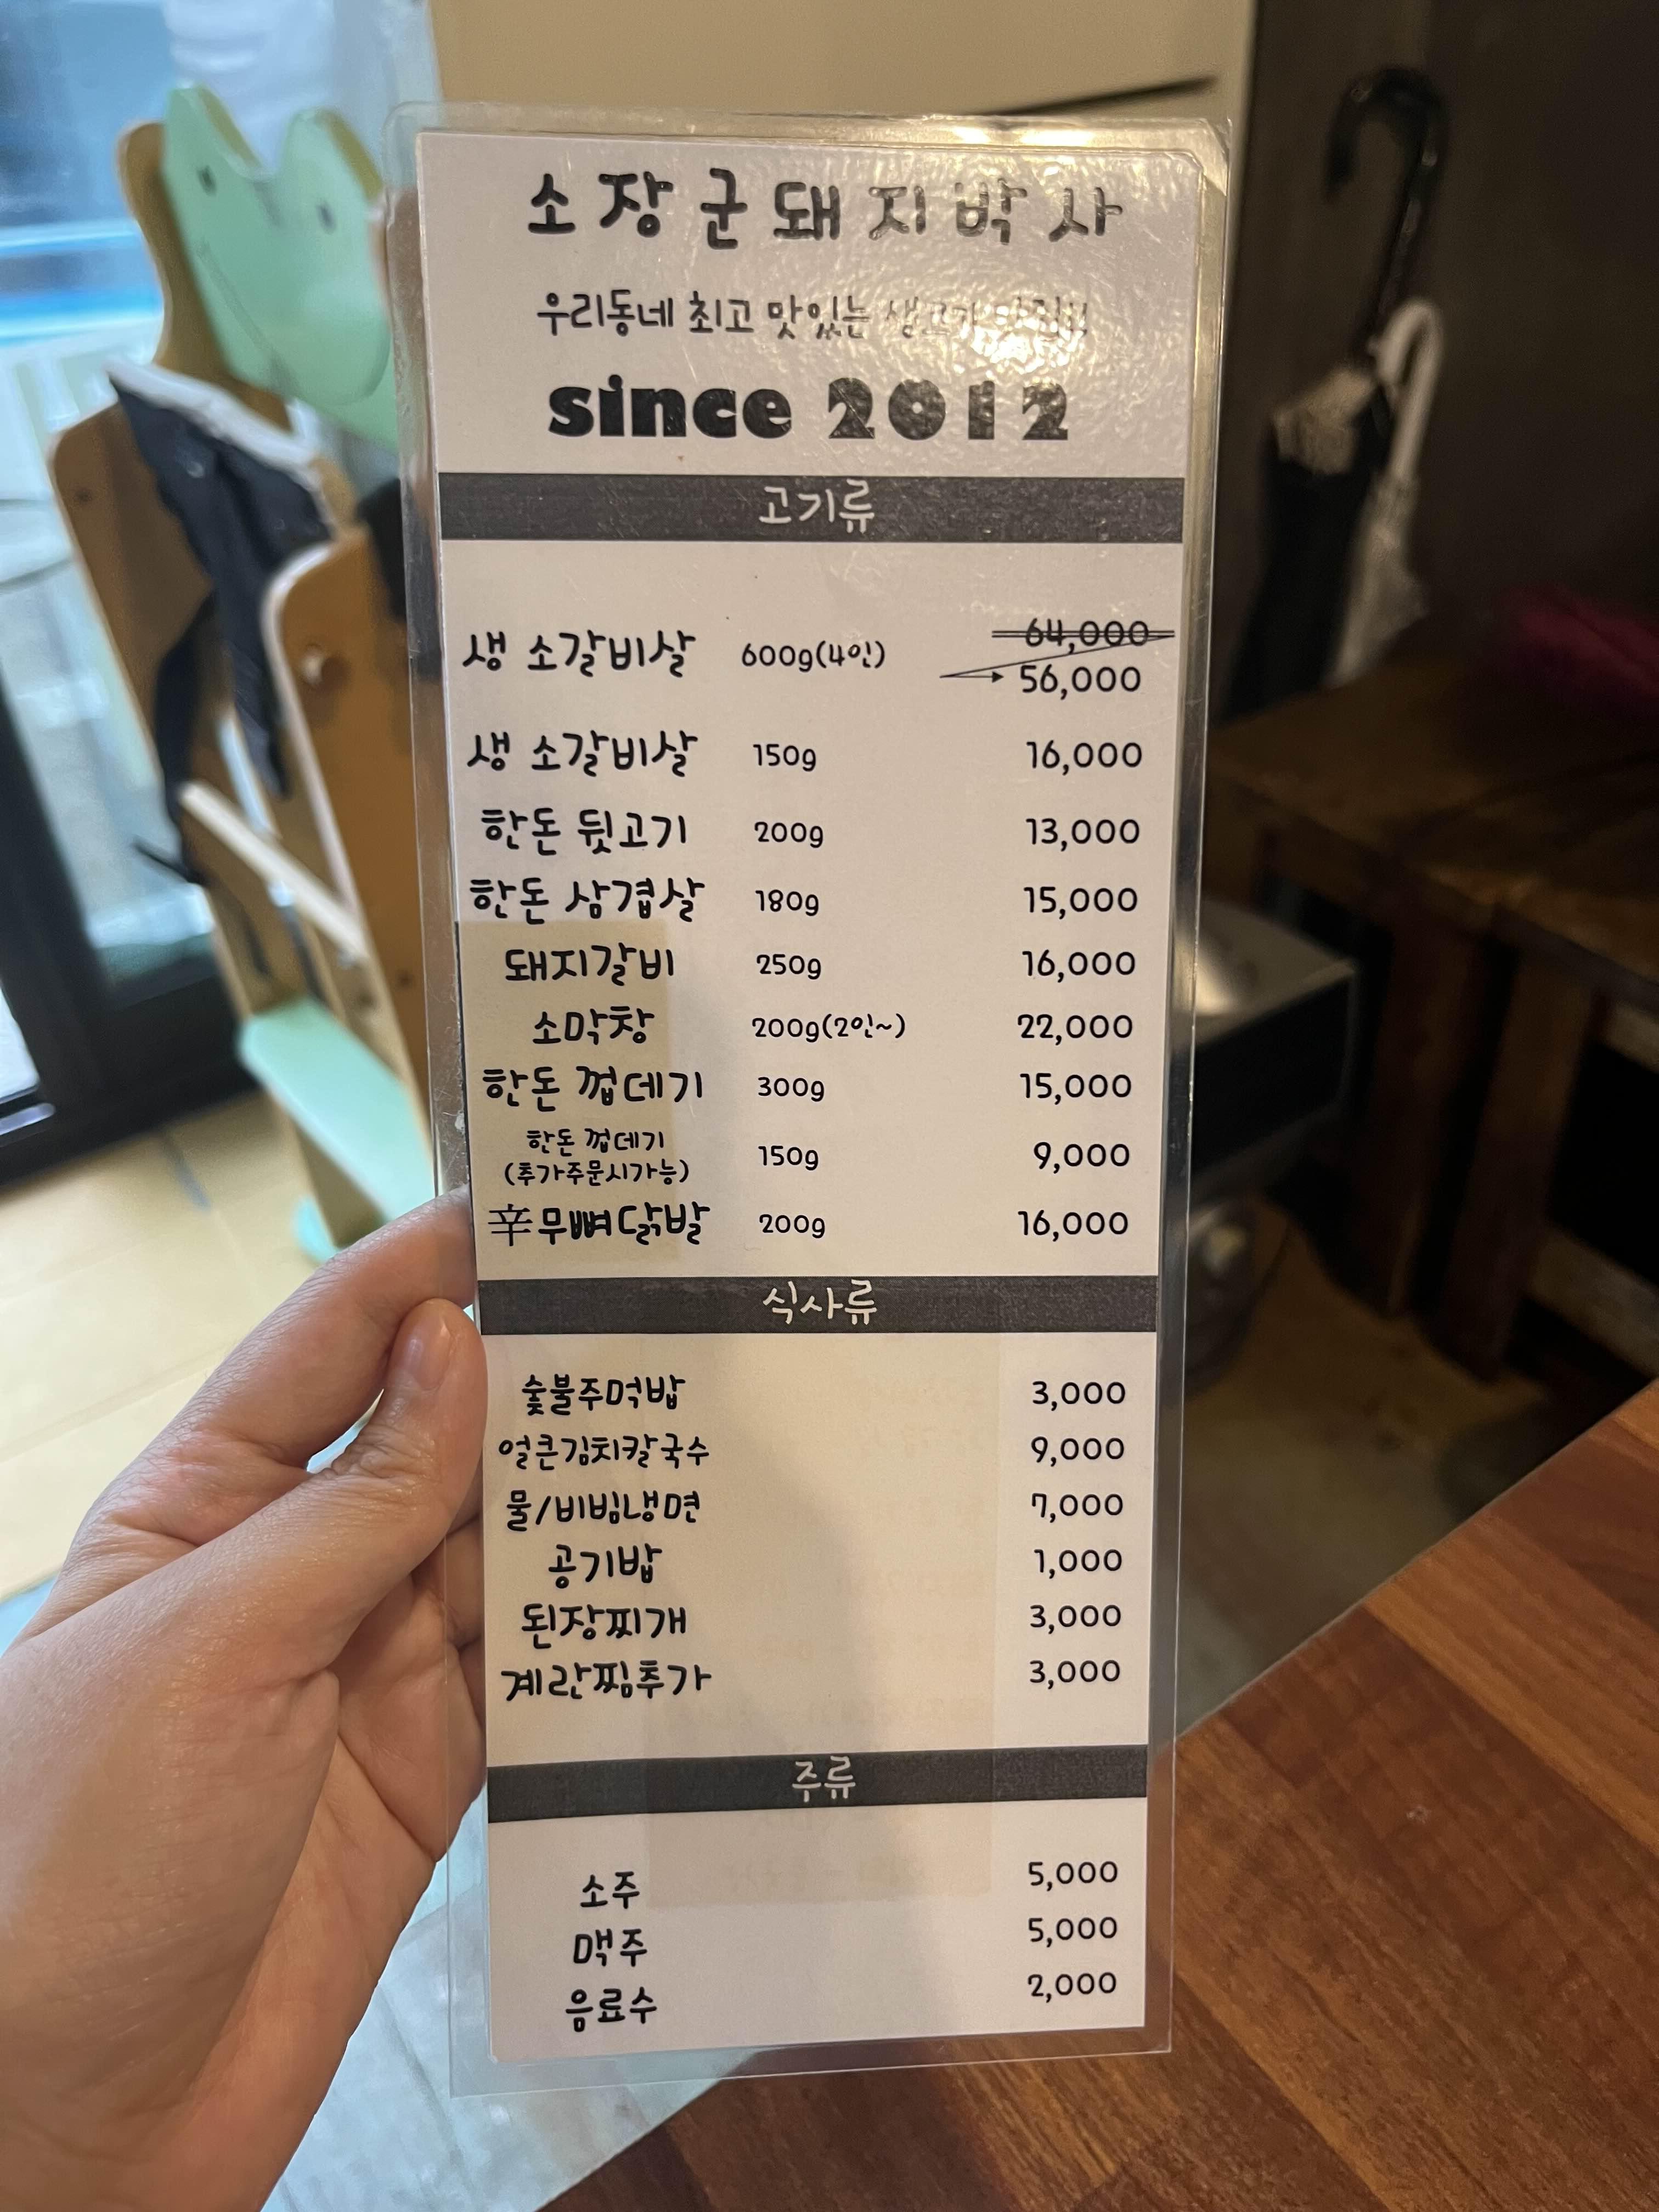 소장군돼지박사
우리동네 최고 맛있는 생고기 맛집!!
since 2012
고기류
생 소갈비살 600g(4인) 64,000
56,000
생 소갈비살 150g 16,000
한돈 뒷고기 200g 13,000
한돈 삼겹살 180g 15,000
돼지갈비 250g 16,000
소막창 200g(2인~) 22,000
한돈 껍데기 300g 15,000
한돈 껍데기
(추가주문시가능) 150g 9,000
辛무뼈닭발 200g 16,000
식사류
숯불주먹밥 3,000
얼큰김치칼국수 9,000
물/비빔냉면 7,000
공기밥 1,000
된장찌개 3,000
계란찜추가 3,000
주류
소주 5,000
맥주 5,000
음료수 2,000